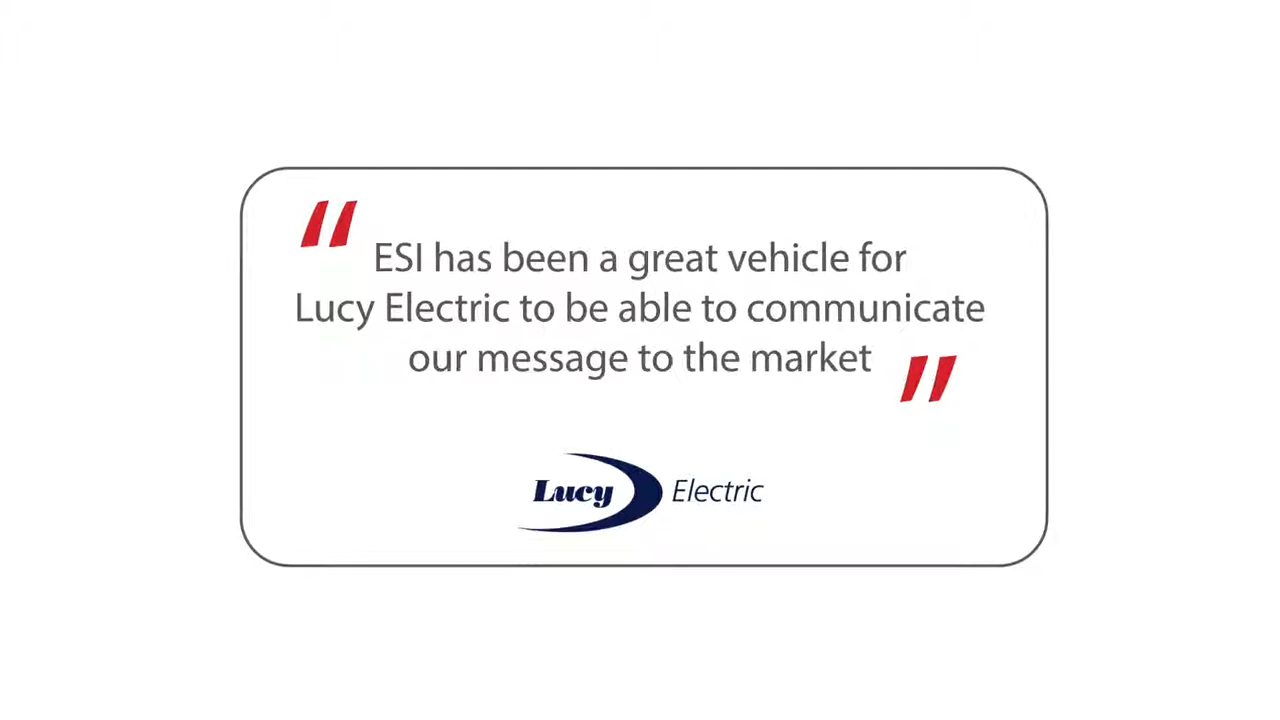 “ ESI has been a great vehicle for
Lucy Electric to be able to communicate
our message to the market ”
Lucy Electric